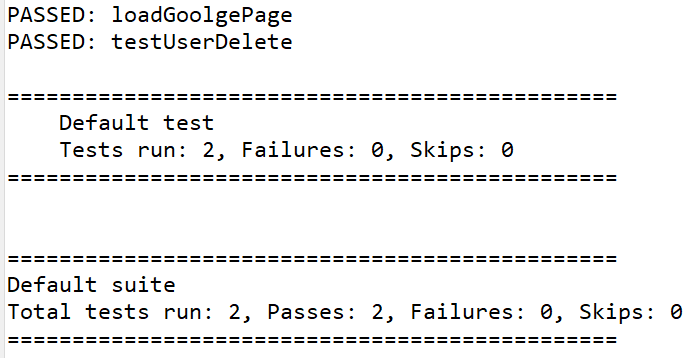 PASSED: loadGoolgePage
PASSED: testUserDelete
===============================================
Default test
Tests run: 2, Failures: 0, Skips: 0
===============================================
===============================================
Default suite
Total tests run: 2, Passes: 2, Failures: 0, Skips: 0
===============================================